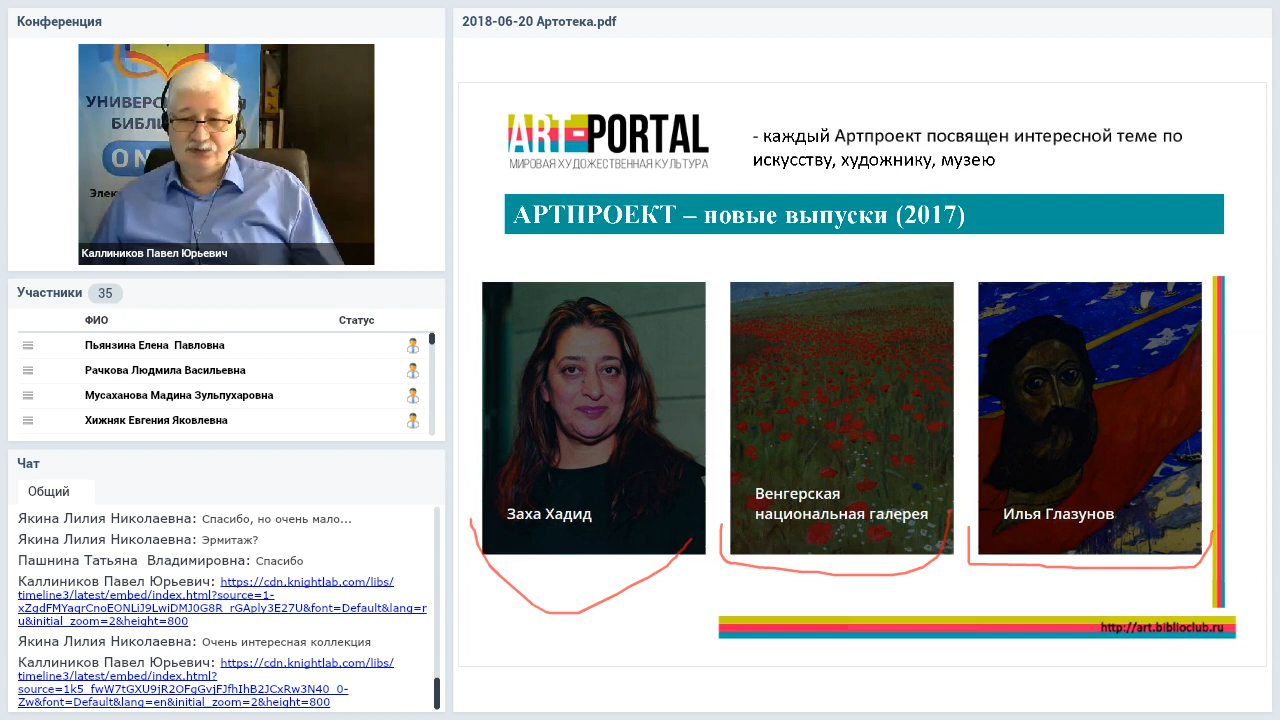 Конференция
УНИВЕРС
БИБЛ
ON
Элек
Каллиников Павел Юрьевич
Участники 35
ФИО Статус
Пьянзина Елена Павловна
Рачкова Людмила Васильевна
Мусаханова Мадина Зульпухаровна
Хижняк Евгения Яковлевна
Чат
Общий
Якина Лилия Николаевна: Спасибо, но очень мало...
Якина Лилия Николаевна: Эрмитаж?
Пашнина Татьяна Владимировна: Спасибо
Каллиников Павел Юрьевич: https://cdn.knightlab.com/libs/
timeline3/latest/embed/index.html?source=1-
xZgdFMYaqrCnoEONLiJ9LwiDMJ0G8R_rGAply3E27U&font=Default&lang=r
u&initial_zoom=2&height=800
Якина Лилия Николаевна: Очень интересная коллекция
Каллиников Павел Юрьевич: https://cdn.knightlab.com/libs/
timeline3/latest/embed/index.html?
source=1k5_fwW7tGXU9jR2OFqGvjFJfhIhB2JCxRw3N40_0-
Zw&font=Default&lang=en&initial_zoom=2&height=800
2018-06-20 Артотека.pdf
ART-PORTAL
МИРОВАЯ ХУДОЖЕСТВЕННАЯ КУЛЬТУРА
- каждый Артпроект посвящен интересной теме по
искусству, художнику, музею
АРТПРОЕКТ – новые выпуски (2017)
Заха Хадид
Венгерская
национальная галерея
Илья Глазунов
http://art.biblioclub.ru